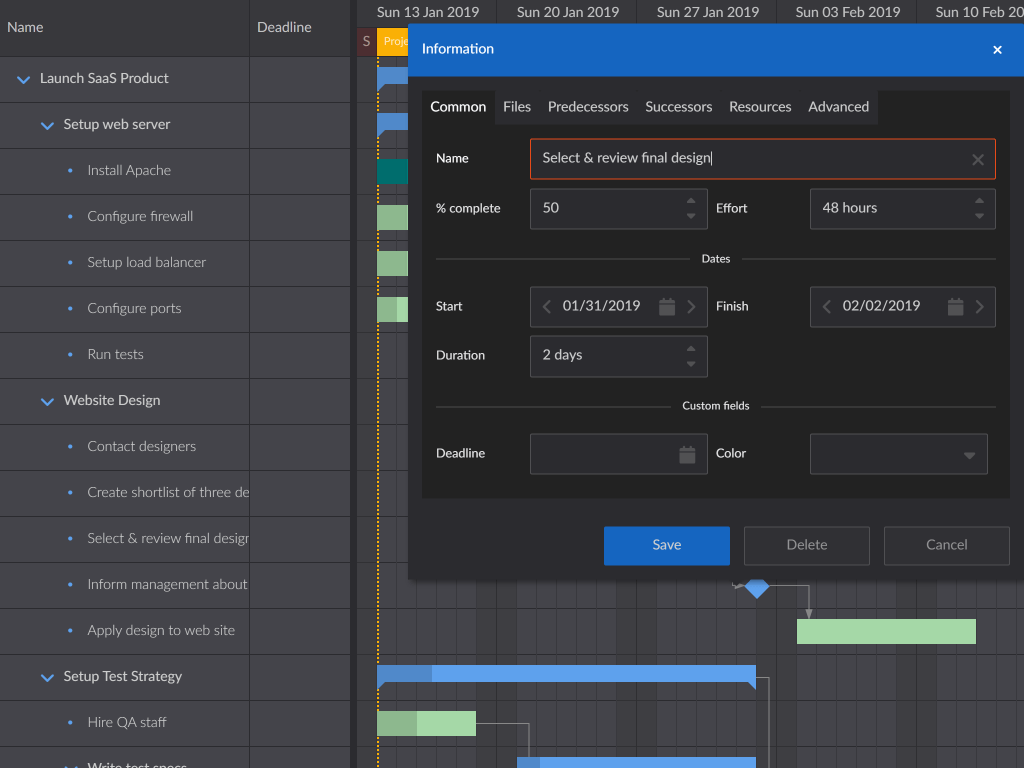 Name
Deadline
Sun 13 Jan 2019
Sun 20 Jan 2019
Sun 27 Jan 2019
Sun 03 Feb 2019
Sun 10 Feb 20
S
Proje
Launch SaaS Product
Setup web server
Install Apache
Configure firewall
Setup load balancer
Configure ports
Run tests
Website Design
Contact designers
Create shortlist of three de
Select & review final design
Inform management about
Apply design to web site
Setup Test Strategy
Hire QA staff
Write test specs
Information
Common Files Predecessors Successors Resources Advanced
Name Select & review final design
% complete 50 Effort 48 hours
Dates
Start 01/31/2019 Finish 02/02/2019
Duration 2 days
Custom fields
Deadline Color
Save Delete Cancel